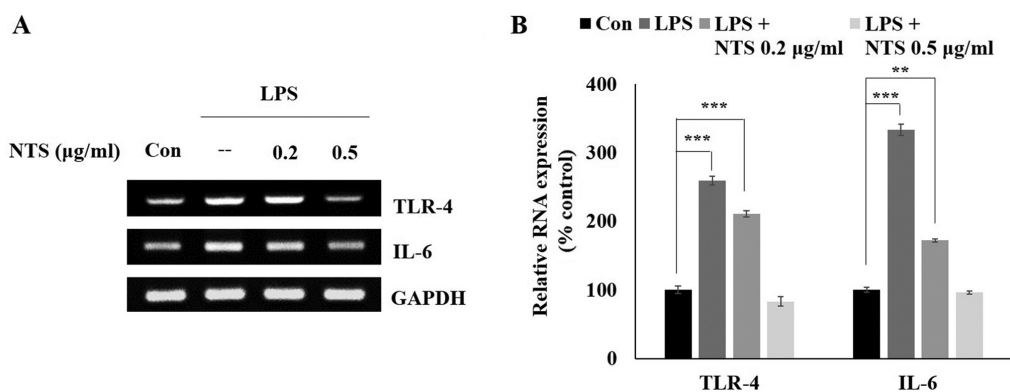 A
LPS
NTS (μg/ml) Con -- 0.2 0.5
TLR-4
IL-6
GAPDH
B
Con LPS LPS + NTS 0.2 μg/ml LPS + NTS 0.5 μg/ml
Relative RNA expression
(% control)
400
300
200
100
0
***
***
**
***
TLR-4 IL-6